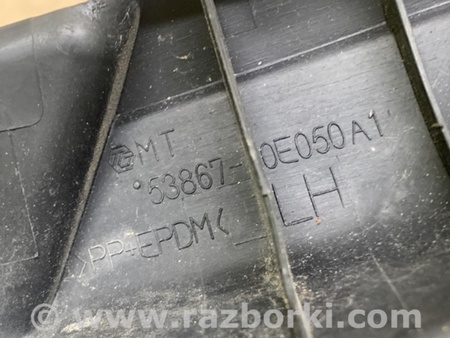 MT
53867-0E050A1
LH
>PP+EPDM<
www.razborki.com